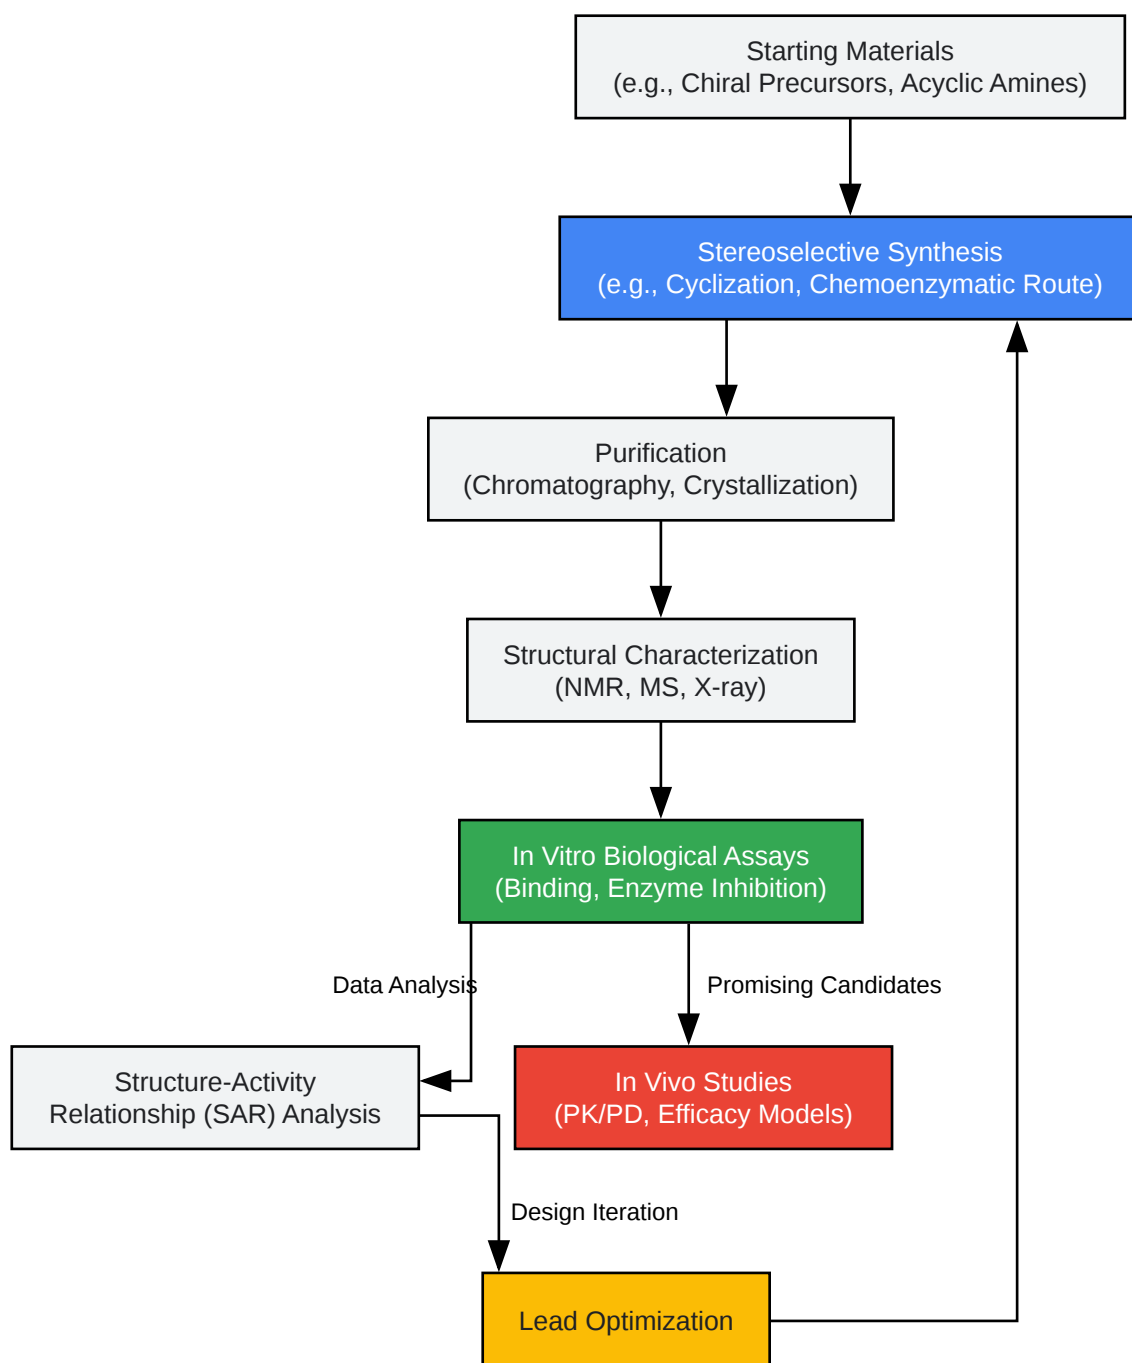 Starting Materials
(e.g., Chiral Precursors, Acyclic Amines)
Stereoselective Synthesis
(e.g., Cyclization, Chemoenzymatic Route)
Purification
(Chromatography, Crystallization)
Structural Characterization
(NMR, MS, X-ray)
In Vitro Biological Assays
(Binding, Enzyme Inhibition)
Data Analysis
Promising Candidates
Structure-Activity
Relationship (SAR) Analysis
In Vivo Studies
(PK/PD, Efficacy Models)
Design Iteration
Lead Optimization